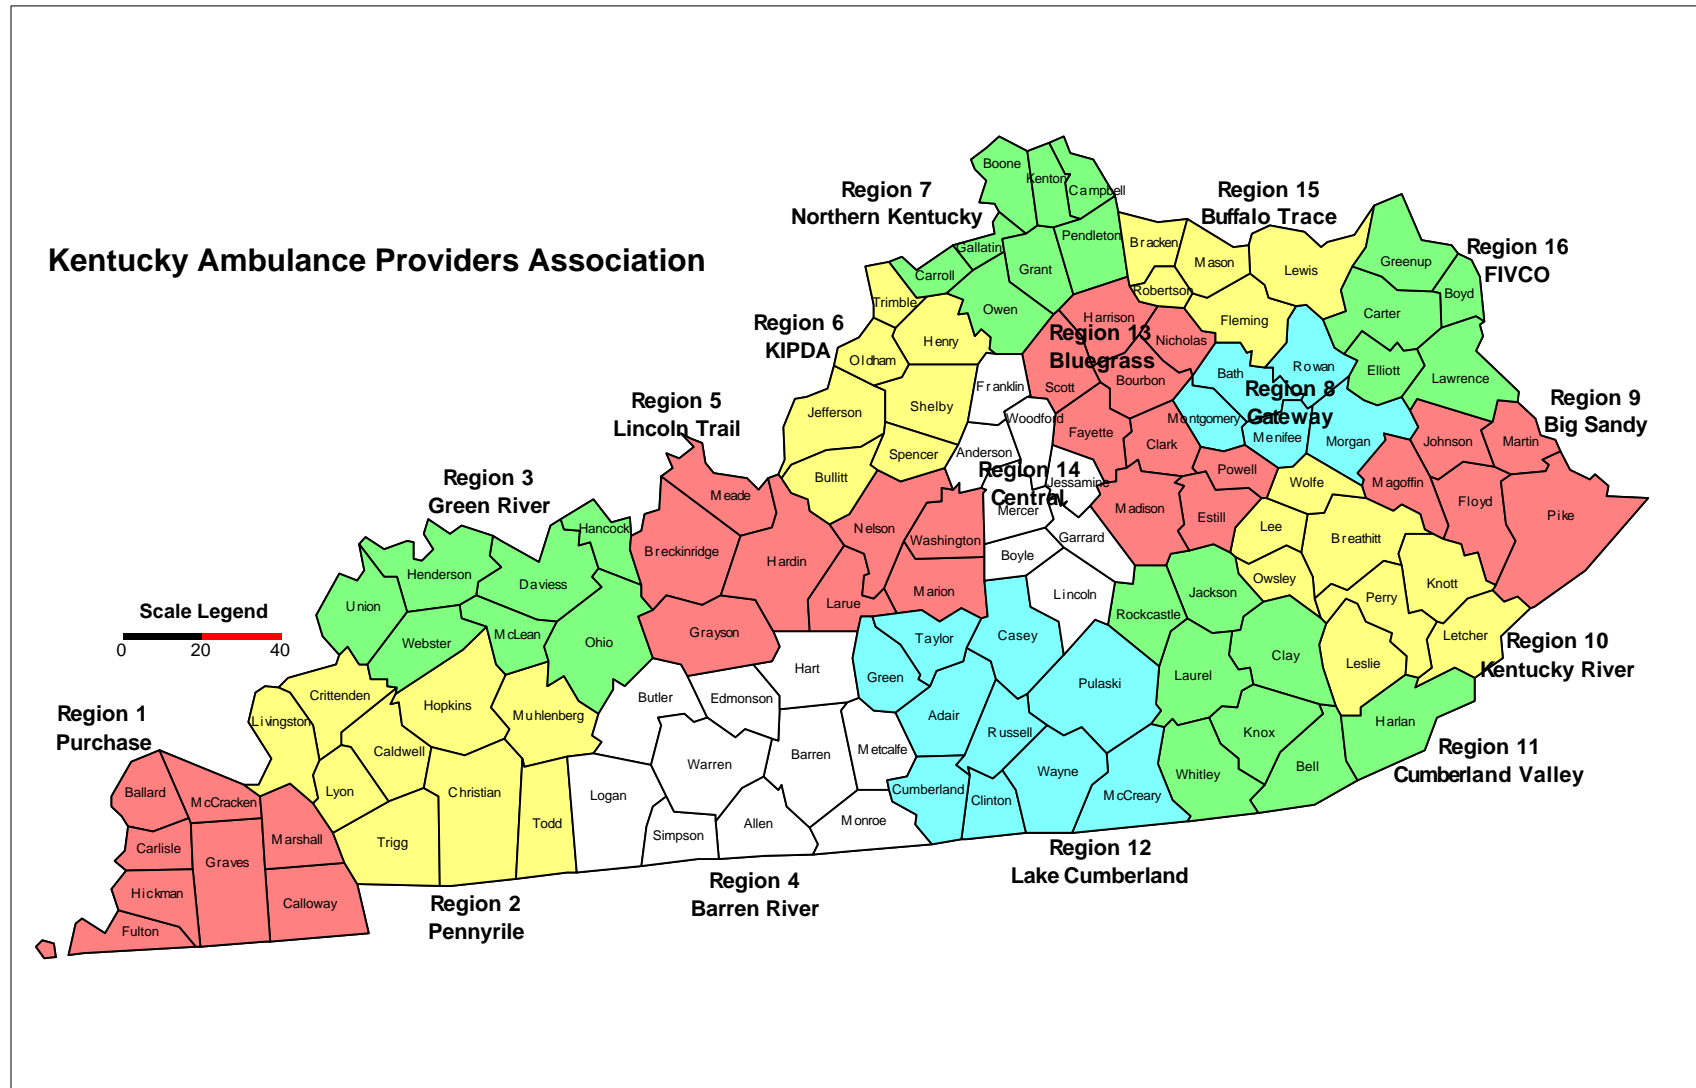 Kentucky Ambulance Providers Association
Region 7
Northern Kentucky
Region 15
Buffalo Trace
Region 16
FIVCO
Region 6
KIPDA
Region 13
Bluegrass
Region 8
Gateway
Region 9
Big Sandy
Region 5
Lincoln Trail
Region 3
Green River
Region 14
Central
Scale Legend
0 20 40
Region 10
Kentucky River
Region 1
Purchase
Region 11
Cumberland Valley
Region 12
Lake Cumberland
Region 4
Barren River
Region 2
Pennyrile
Boone
Kenton
Campbell
Gallatin
Carroll
Grant
Pendleton
Owen
Bracken
Mason
Robertson
Lewis
Fleming
Greenup
Boyd
Carter
Elliott
Lawrence
Trimble
Henry
Oldham
Jefferson
Shelby
Spencer
Bullitt
Harrison
Nicholas
Scott
Bourbon
Fayette
Clark
Powell
Madison
Estill
Bath
Rowan
Montgomery
Menifee
Morgan
Johnson
Martin
Magoffin
Floyd
Pike
Franklin
Woodford
Anderson
Jessamine
Mercer
Garrard
Boyle
Lincoln
Meade
Breckinridge
Hardin
Nelson
Washington
Larue
Marion
Grayson
Hancock
Henderson
Daviess
Union
Webster
McLean
Ohio
Wolfe
Lee
Breathitt
Owsley
Perry
Knott
Letcher
Leslie
Rockcastle
Jackson
Clay
Laurel
Knox
Harlan
Bell
Whitley
Taylor
Casey
Green
Pulaski
Adair
Russell
Wayne
Cumberland
Clinton
McCreary
Hart
Butler
Edmonson
Metcalfe
Barren
Warren
Logan
Simpson
Allen
Monroe
Crittenden
Livingston
Hopkins
Muhlenberg
Caldwell
Lyon
Christian
Trigg
Todd
Ballard
McCracken
Carlisle
Graves
Marshall
Hickman
Calloway
Fulton